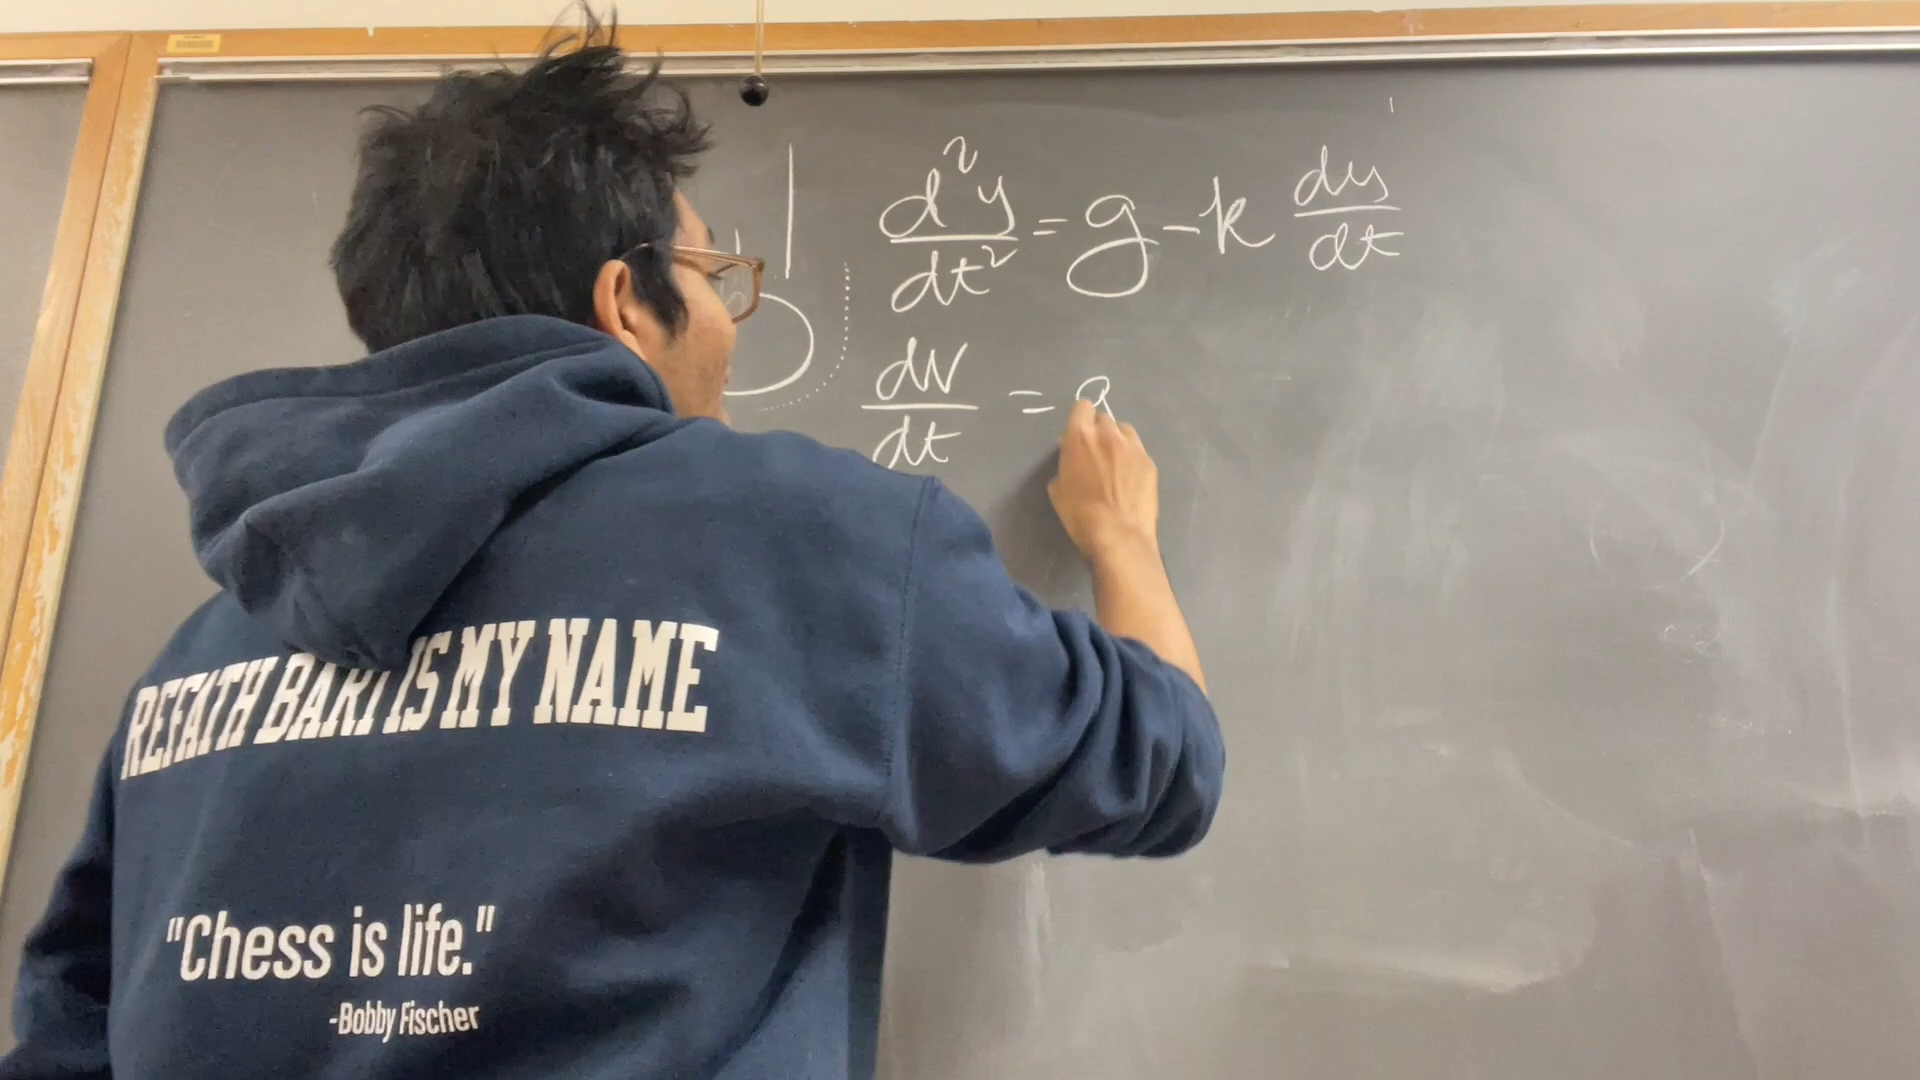 d²y/dt² = g - k dy/dt
dv/dt = g
REFAITH BARI IS MY NAME
"Chess is life."
-Bobby Fischer